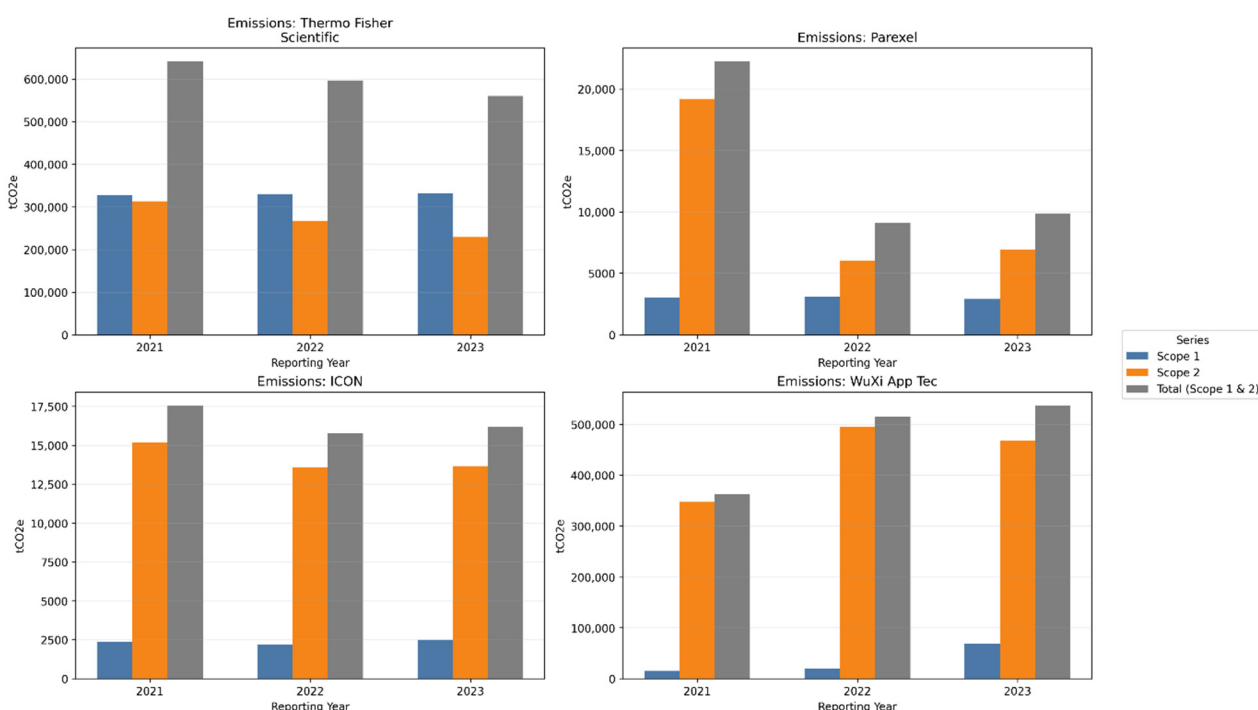 Emissions: Thermo Fisher
Scientific
600,000
500,000
400,000
300,000
200,000
100,000
0
tCO2e
2021
2022
2023
Reporting Year
Emissions: Parexel
20,000
15,000
10,000
5000
0
tCO2e
2021
2022
2023
Reporting Year
Series
Scope 1
Scope 2
Total (Scope 1 & 2)
Emissions: ICON
17,500
15,000
12,500
10,000
7500
5000
2500
0
tCO2e
2021
2022
2023
Reporting Year
Emissions: WuXi App Tec
500,000
400,000
300,000
200,000
100,000
0
tCO2e
2021
2022
2023
Reporting Year